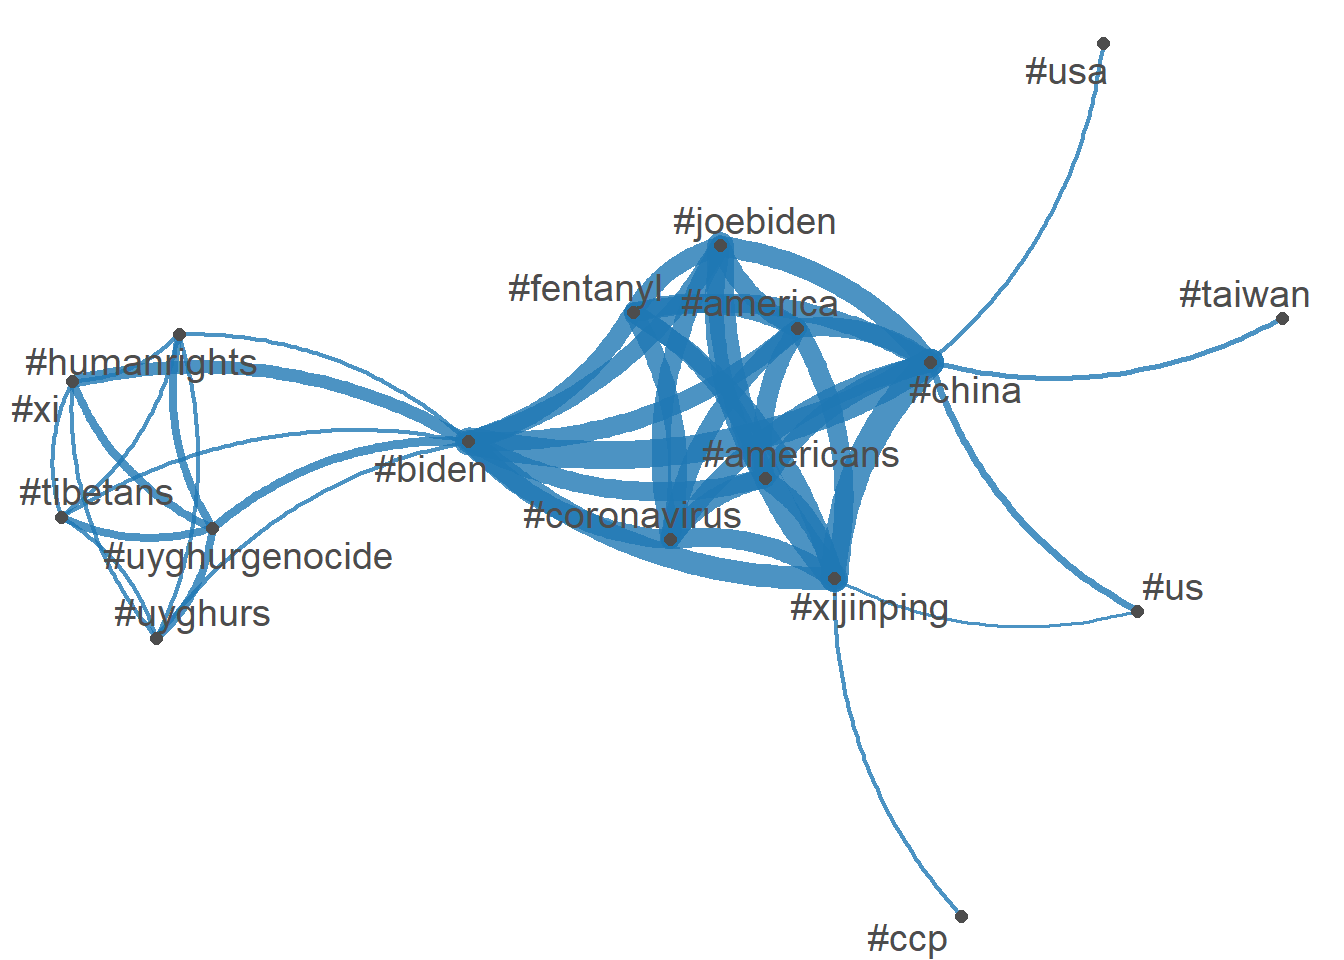 #usa
#joebiden
#fentanyl
#america
#taiwan
#humanrights
#china
#xi
#biden
#americans
#tibetans
#coronavirus
#uyghurgenocide
#us
#uyghurs
#xijinping
#ccp